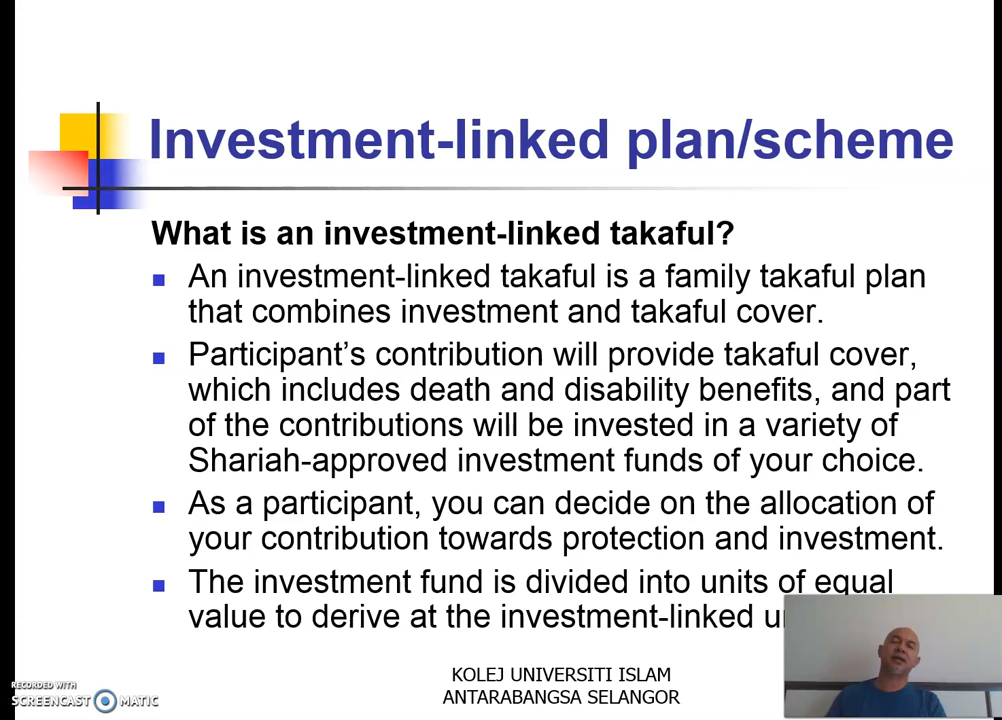 Investment-linked plan/scheme
What is an investment-linked takaful?
An investment-linked takaful is a family takaful plan
that combines investment and takaful cover.
Participant's contribution will provide takaful cover,
which includes death and disability benefits, and part
of the contributions will be invested in a variety of
Shariah-approved investment funds of your choice.
As a participant, you can decide on the allocation of
your contribution towards protection and investment.
The investment fund is divided into units of equal
value to derive at the investment-linked
KOLEJ UNIVERSITI ISLAM
ANTARABANGSA SELANGOR
RECORDED WITH
SCREENCAST MATIC